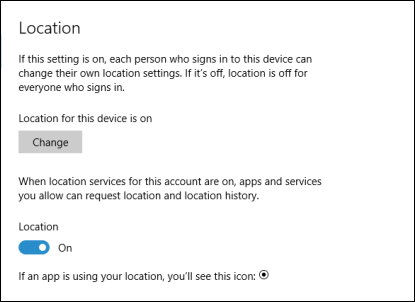 Location
If this setting is on, each person who signs in to this device can
change their own location settings. If it's off, location is off for
everyone who signs in.
Location for this device is on
Change
When location services for this account are on, apps and services
you allow can request location and location history.
Location
On
If an app is using your location, you'll see this icon: